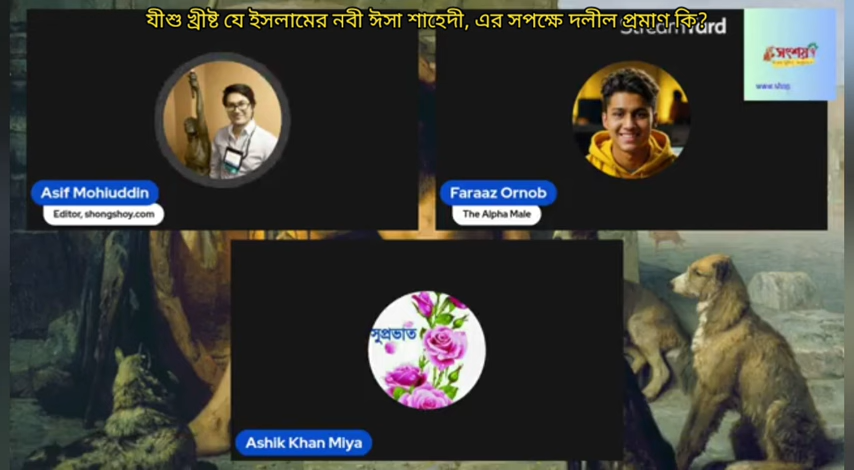 যীশু খ্রীষ্ট যে ইসলামের নবী ঈসা শাহেদী, এর সপক্ষে দলীল প্রমাণ কি?
StreamYard
সংশয়
Asif Mohiuddin
Editor, shongshoy.com
Faraaz Ornob
The Alpha Male
সুপ্রভাত
Ashik Khan Miya